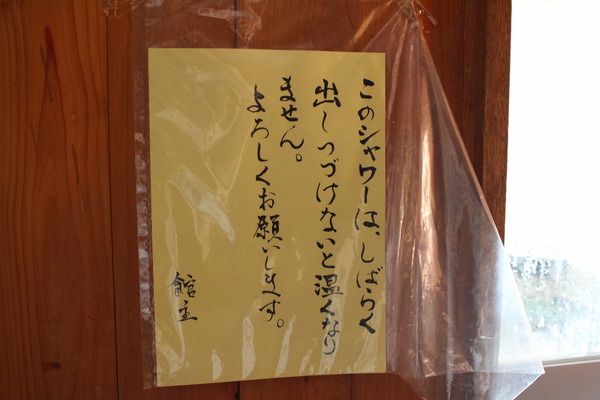 このシャワーは、しばらく
出しつづけないと温くなり
ません。
よろしくお願いします。
館主